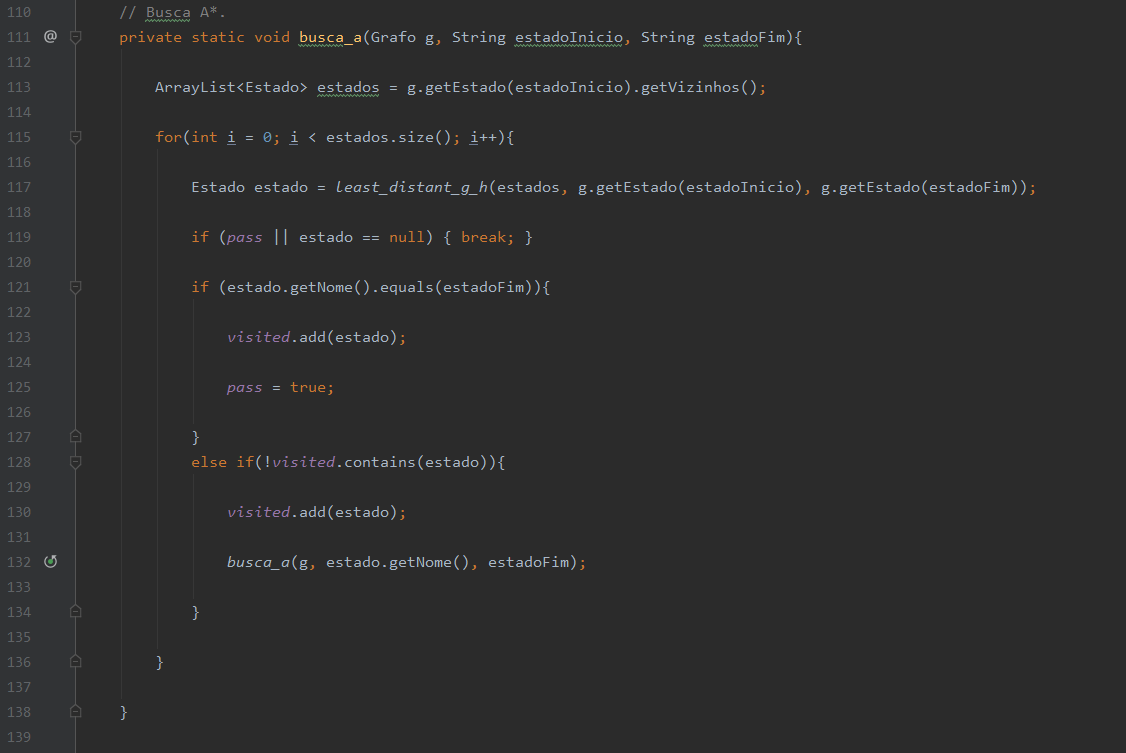 110 // Busca A*.
111 @ private static void busca_a(Grafo g, String estadoInicio, String estadoFim){
112
113 ArrayList<Estado> estados = g.getEstado(estadoInicio).getVizinhos();
114
115 for(int i = 0; i < estados.size(); i++){
116
117 Estado estado = least_distant_g_h(estados, g.getEstado(estadoInicio), g.getEstado(estadoFim));
118
119 if (pass || estado == null) { break; }
120
121 if (estado.getNome().equals(estadoFim)){
122
123 visited.add(estado);
124
125 pass = true;
126
127 }
128 else if(!visited.contains(estado)){
129
130 visited.add(estado);
131
132 busca_a(g, estado.getNome(), estadoFim);
133
134 }
135
136 }
137
138 }
139